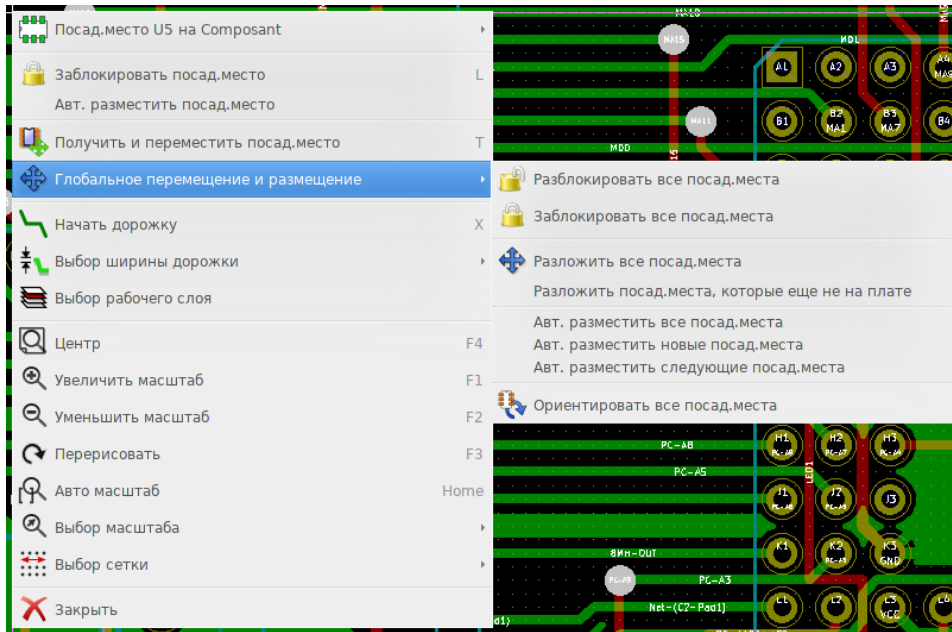 Посад.место U5 на Composant
Заблокировать посад.место L
Авт. разместить посад.место
Получить и переместить посад.место T
Глобальное перемещение и размещение
Начать дорожку X
Выбор ширины дорожки
Выбор рабочего слоя
Центр F4
Увеличить масштаб F1
Уменьшить масштаб F2
Перерисовать F3
Авто масштаб Home
Выбор масштаба
Выбор сетки
Закрыть
Разблокировать все посад.места
Заблокировать все посад.места
Разложить все посад.места
Разложить посад.места, которые еще не на плате
Авт. разместить все посад.места
Авт. разместить новые посад.места
Авт. разместить следующие посад.места
Ориентировать все посад.места
MA15
MDL
A1 A2 A3
MA11
B1 B2 B3 B4
MA1 MA7
MDD
PC-A8
H1 H2 H3
PC-A5
LED1
J1 J2 J3
8MH-OUT
K1 K2 K3
GND
PC-A3
Net-(C2-Pad1)
L1 L2 L3
VCC